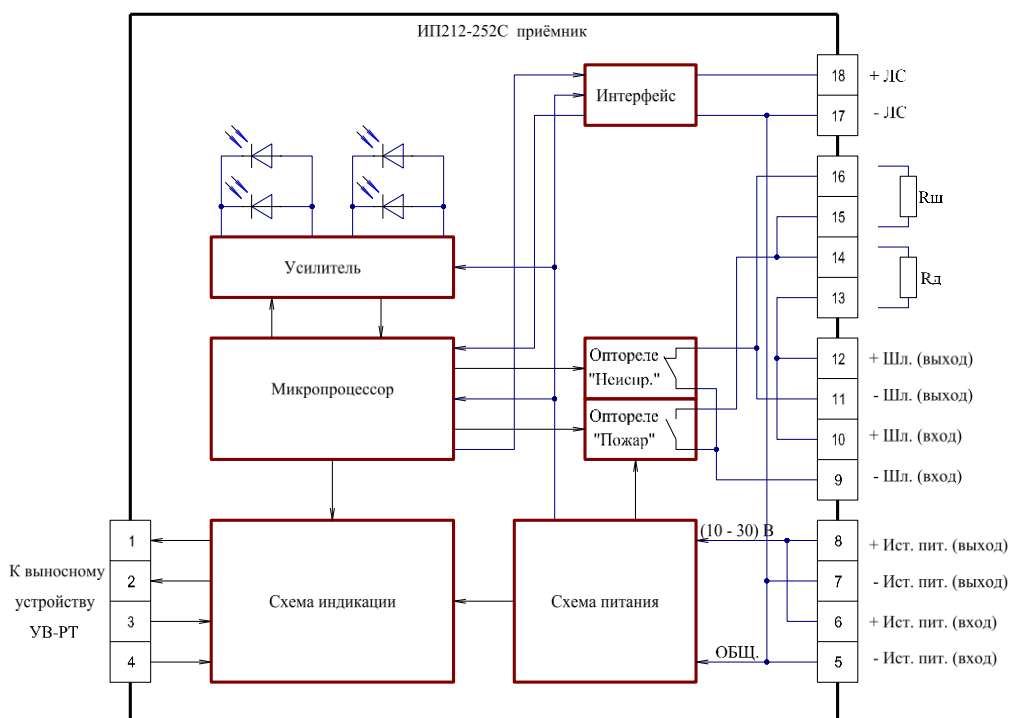 ИП212-252С приёмник
Интерфейс
18
+ ЛС
17
- ЛС
16
Rш
15
Усилитель
14
Rд
13
Микропроцессор
Оптореле
"Неиспр."
Оптореле
"Пожар"
12
+ Шл. (выход)
11
- Шл. (выход)
10
+ Шл. (вход)
9
- Шл. (вход)
К выносному
устройству
УВ-РТ
1
2
3
4
Схема индикации
Схема питания
(10 - 30) В
ОБЩ.
8
+ Ист. пит. (выход)
7
- Ист. пит. (выход)
6
+ Ист. пит. (вход)
5
- Ист. пит. (вход)